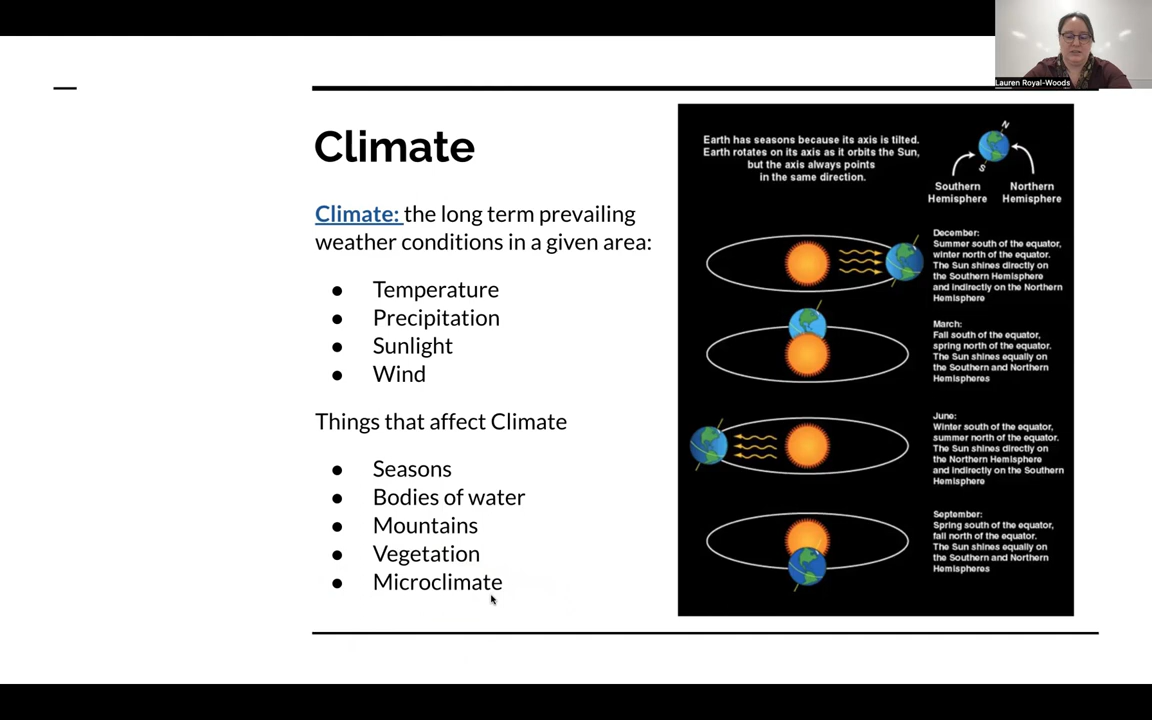 Lauren Royal-Woods
Climate
Climate: the long term prevailing
weather conditions in a given area:
● Temperature
● Precipitation
● Sunlight
● Wind
Things that affect Climate
● Seasons
● Bodies of water
● Mountains
● Vegetation
● Microclimate
Earth has seasons because its axis is tilted.
Earth rotates on its axis as it orbits the Sun,
but the axis always points
in the same direction.
N
S
Southern
Hemisphere
Northern
Hemisphere
December:
Summer south of the equator,
winter north of the equator.
The Sun shines directly on
the Southern Hemisphere
and indirectly on the Northern
Hemisphere
March:
Fall south of the equator,
spring north of the equator.
The Sun shines equally on
the Southern and Northern
Hemispheres
June:
Winter south of the equator,
summer north of the equator.
The Sun shines directly on
the Northern Hemisphere
and indirectly on the Southern
Hemisphere
September:
Spring south of the equator,
fall north of the equator.
The Sun shines equally on
the Southern and Northern
Hemispheres